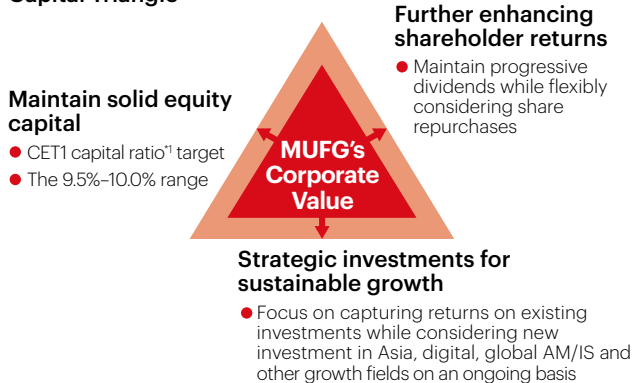 Capital Triangle
Further enhancing
shareholder returns
● Maintain progressive
dividends while flexibly
considering share
repurchases
Maintain solid equity
capital
● CET1 capital ratio*1 target
● The 9.5%–10.0% range
MUFG's
Corporate
Value
Strategic investments for
sustainable growth
● Focus on capturing returns on existing
investments while considering new
investment in Asia, digital, global AM/IS and
other growth fields on an ongoing basis